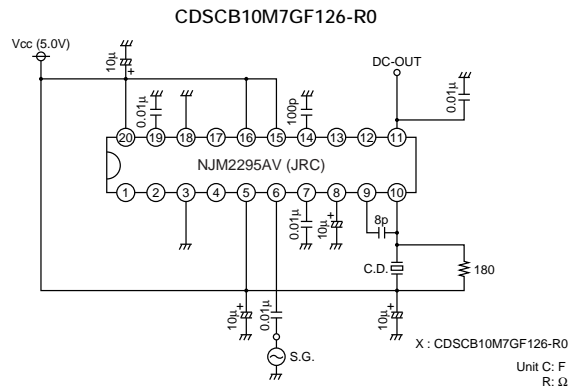 CDSCB10M7GF126-R0
Vcc (5.0V)
10μ
+
0.01μ
100p
DC-OUT
0.01μ
20 19 18 17 16 15 14 13 12 11
NJM2295AV (JRC)
1 2 3 4 5 6 7 8 9 10
0.01μ
10μ
+
8p
C.D.
180
10μ
+
0.01μ
10μ
+
S.G.
X : CDSCB10M7GF126-R0
Unit C: F
R: Ω